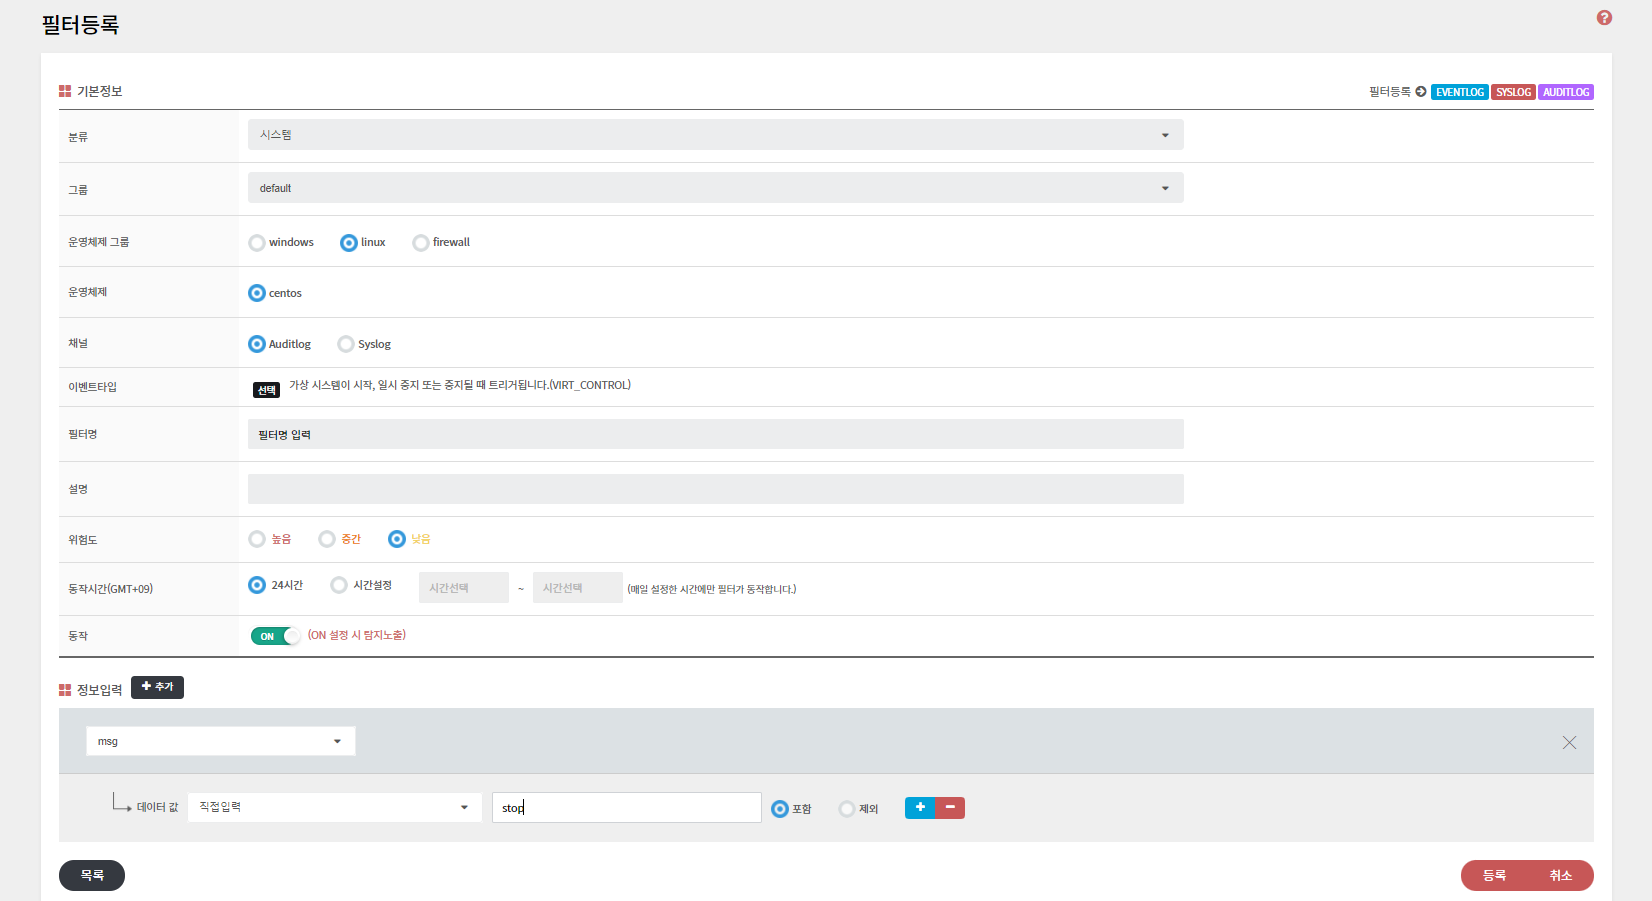 필터등록
?
기본정보
필터등록 EVENTLOG SYSLOG AUDITLOG
분류 시스템
그룹 default
운영체제 그룹 windows linux firewall
운영체제 centos
채널 Auditlog Syslog
이벤트타입 선택 가상 시스템이 시작, 일시 중지 또는 중지될 때 트리거됩니다.(VIRT_CONTROL)
필터명 필터명 입력
설명
위험도 높음 중간 낮음
동작시간(GMT+09) 24시간 시간설정 시간선택 ~ 시간선택 (매일 설정한 시간에만 필터가 동작합니다.)
동작 ON (ON 설정 시 탐지노출)
정보입력 + 추가
msg
데이터 값 직접입력 stop 포함 제외 + −
목록 등록 취소